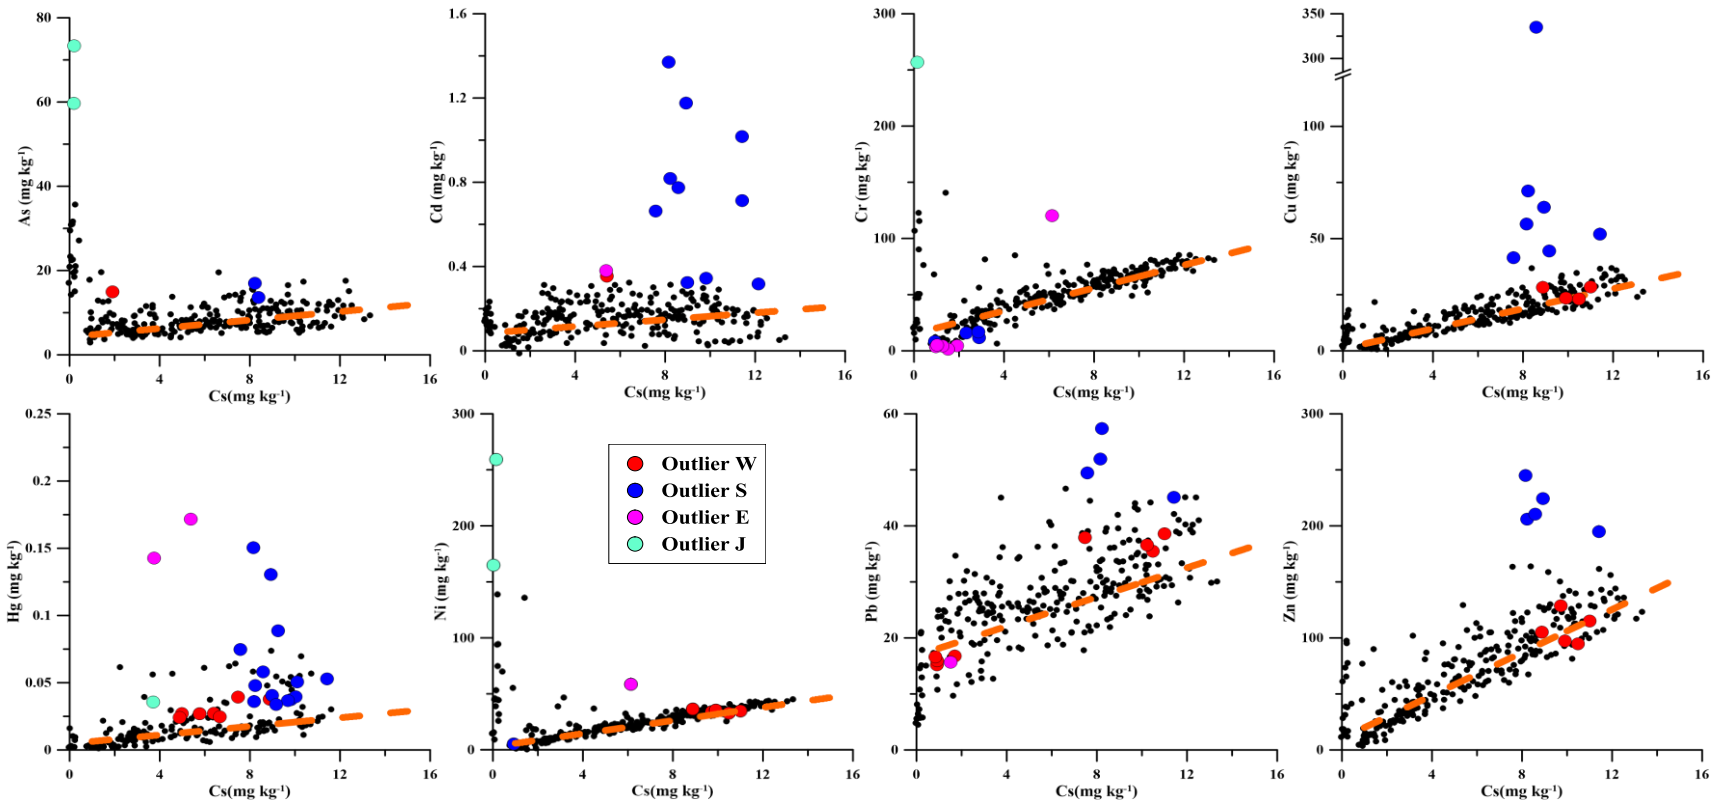 80
60
40
20
0
As (mg kg-1)
0 4 8 12 16
Cs(mg kg-1)
1.6
1.2
0.8
0.4
0
Cd (mg kg-1)
0 4 8 12 16
Cs(mg kg-1)
300
200
100
0
Cr (mg kg-1)
0 4 8 12 16
Cs(mg kg-1)
350
300
100
50
0
Cu (mg kg-1)
0 4 8 12 16
Cs(mg kg-1)
0.25
0.2
0.15
0.1
0.05
0
Hg (mg kg-1)
0 4 8 12 16
Cs(mg kg-1)
300
200
100
0
Ni (mg kg-1)
Outlier W
Outlier S
Outlier E
Outlier J
0 4 8 12 16
Cs(mg kg-1)
60
40
20
0
Pb (mg kg-1)
0 4 8 12 16
Cs(mg kg-1)
300
200
100
0
Zn (mg kg-1)
0 4 8 12 16
Cs(mg kg-1)